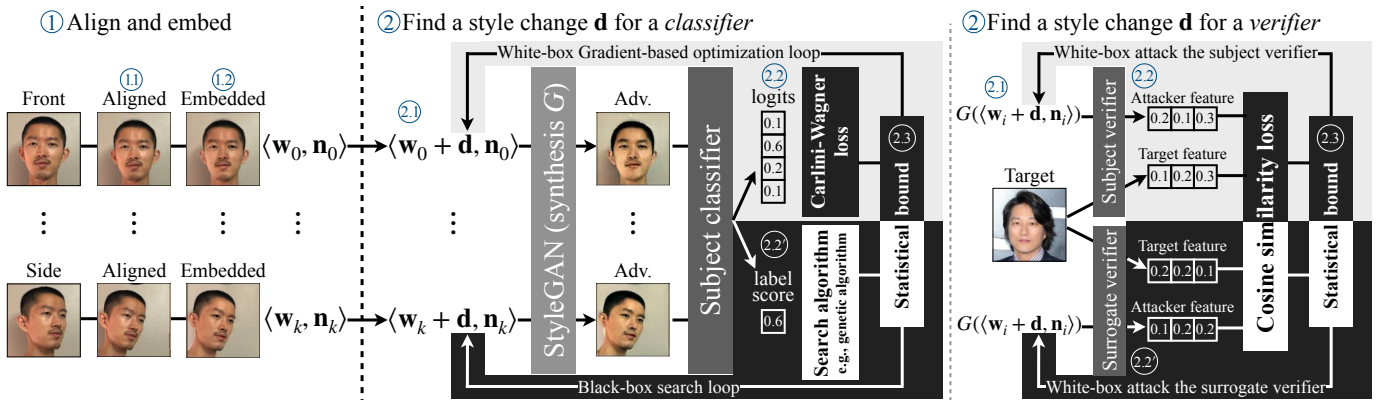 ① Align and embed
1.1
1.2
Front
Aligned
Embedded
⟨w₀, n₀⟩
⋮
⋮
⋮
⋮
Side
Aligned
Embedded
⟨wₖ, nₖ⟩
② Find a style change d for a classifier
White-box Gradient-based optimization loop
2.1
⟨w₀ + d, n₀⟩
⋮
⟨wₖ + d, nₖ⟩
StyleGAN (synthesis G)
Adv.
⋮
Adv.
Subject classifier
2.2
logits
0.1
0.6
0.2
0.1
Carlini-Wagner
loss
2.3
Statistical bound
2.2′
label
score
0.6
Search algorithm
e.g., genetic algorithm
Black-box search loop
② Find a style change d for a verifier
White-box attack the subject verifier
2.1
2.2
G(⟨wᵢ + d, nᵢ⟩)
Subject verifier
Attacker feature
0.2 0.1 0.3
Target feature
0.1 0.2 0.3
Target
Surrogate verifier
Target feature
0.2 0.2 0.1
G(⟨wᵢ + d, nᵢ⟩)
Attacker feature
0.1 0.2 0.2
2.2′
Cosine similarity loss
2.3
Statistical bound
White-box attack the surrogate verifier